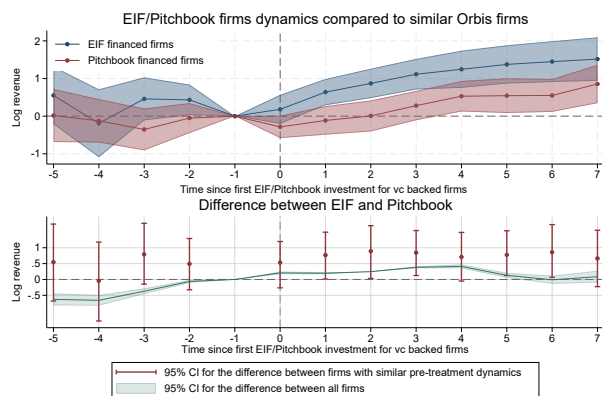 EIF/Pitchbook firms dynamics compared to similar Orbis firms
EIF financed firms
Pitchbook financed firms
Log revenue
2
1
0
-1
-5 -4 -3 -2 -1 0 1 2 3 4 5 6 7
Time since first EIF/Pitchbook investment for vc backed firms
Difference between EIF and Pitchbook
Log revenue
1
.5
0
-.5
-5 -4 -3 -2 -1 0 1 2 3 4 5 6 7
Time since first EIF/Pitchbook investment for vc backed firms
95% CI for the difference between firms with similar pre-treatment dynamics
95% CI for the difference between all firms